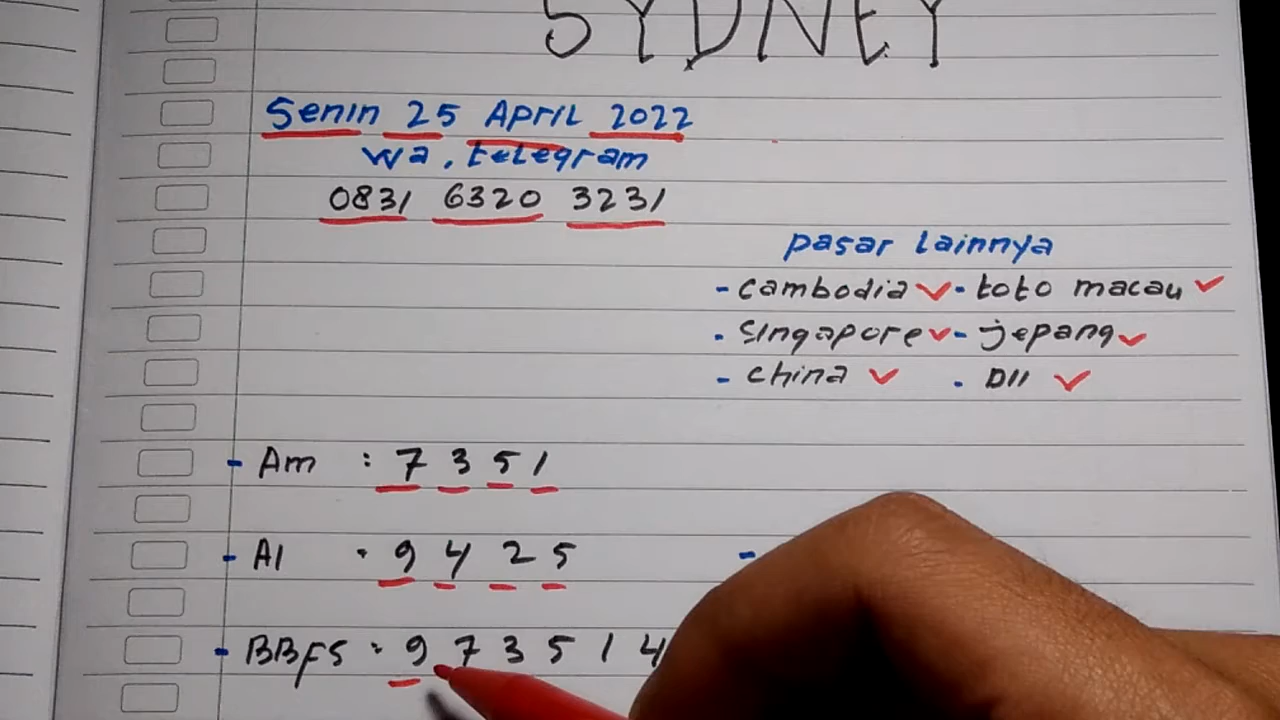 SYDNEY
Senin 25 April 2022
wa, telegram
0831 6320 3231
pasar lainnya
- Cambodia ✓ - toto macau ✓
- Singapore ✓ - jepang ✓
- China ✓ - Dll ✓
- Am : 7 3 5 1
- AI : 9 4 2 5
- BBFS : 9 7 3 5 1 4